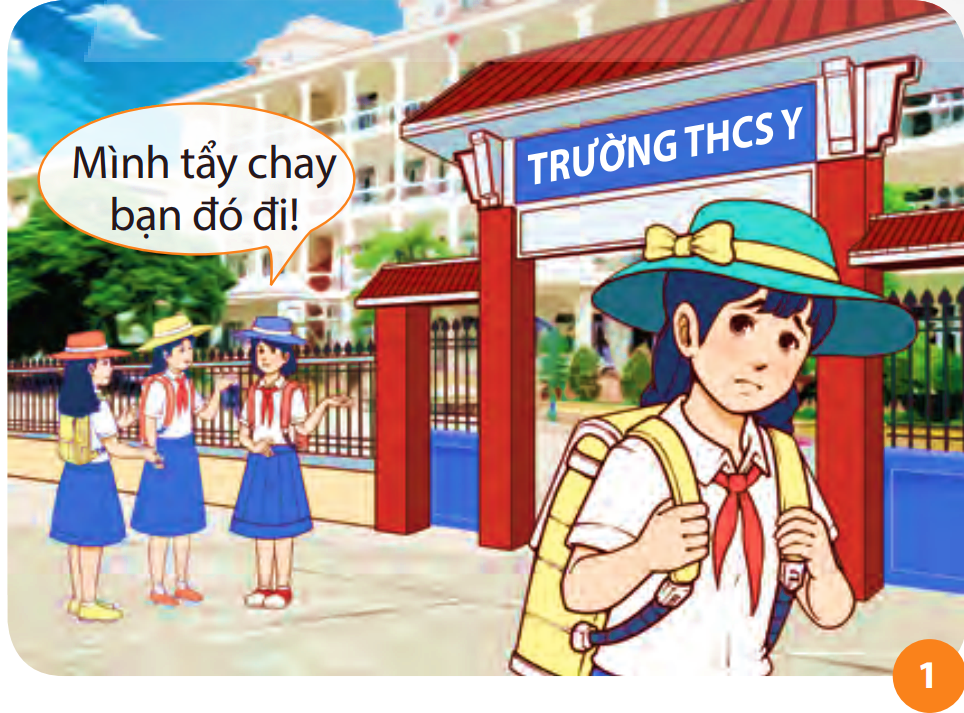 Mình tẩy chay
bạn đó đi!
TRƯỜNG THCS Y
1